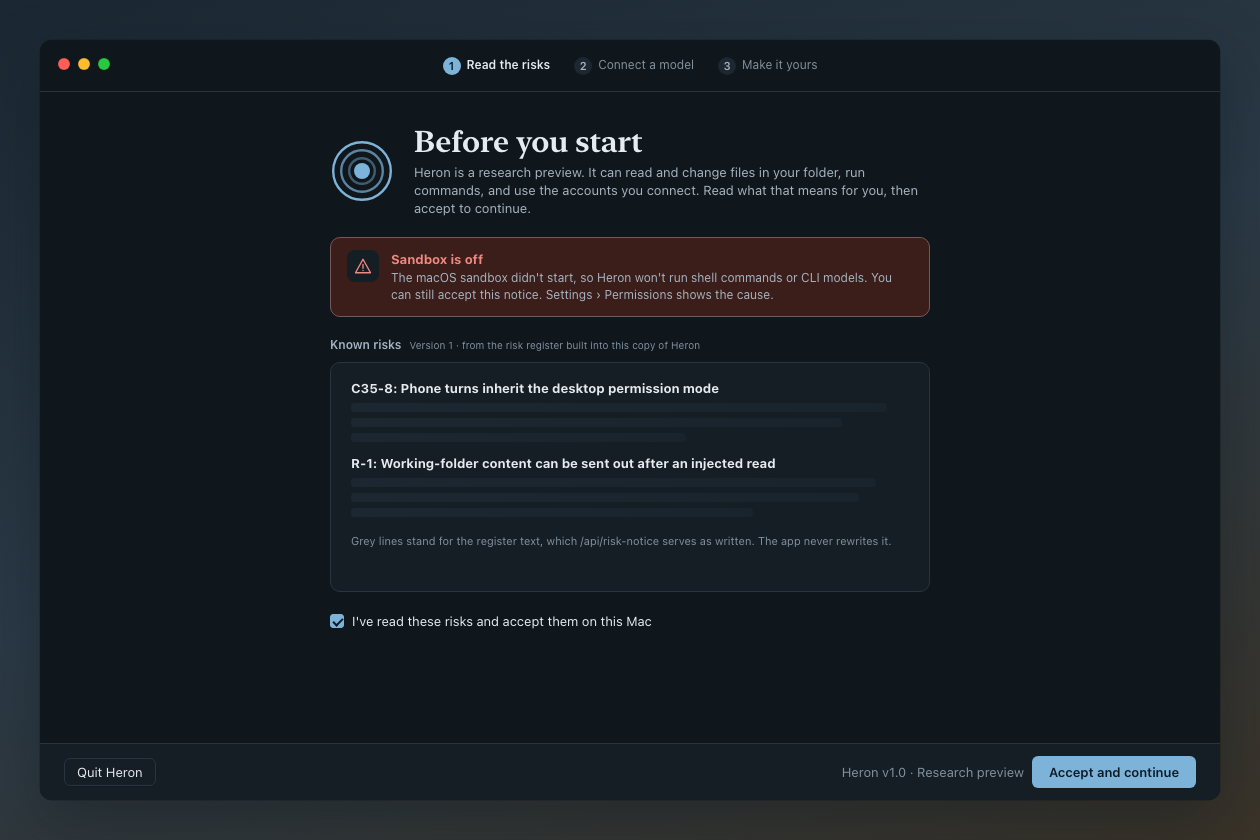 1 Read the risks 2 Connect a model 3 Make it yours
Before you start
Heron is a research preview. It can read and change files in your folder, run
commands, and use the accounts you connect. Read what that means for you, then
accept to continue.
Sandbox is off
The macOS sandbox didn't start, so Heron won't run shell commands or CLI models. You
can still accept this notice. Settings › Permissions shows the cause.
Known risks Version 1 · from the risk register built into this copy of Heron
C35-8: Phone turns inherit the desktop permission mode
R-1: Working-folder content can be sent out after an injected read
Grey lines stand for the register text, which /api/risk-notice serves as written. The app never rewrites it.
I've read these risks and accept them on this Mac
Quit Heron Heron v1.0 · Research preview Accept and continue